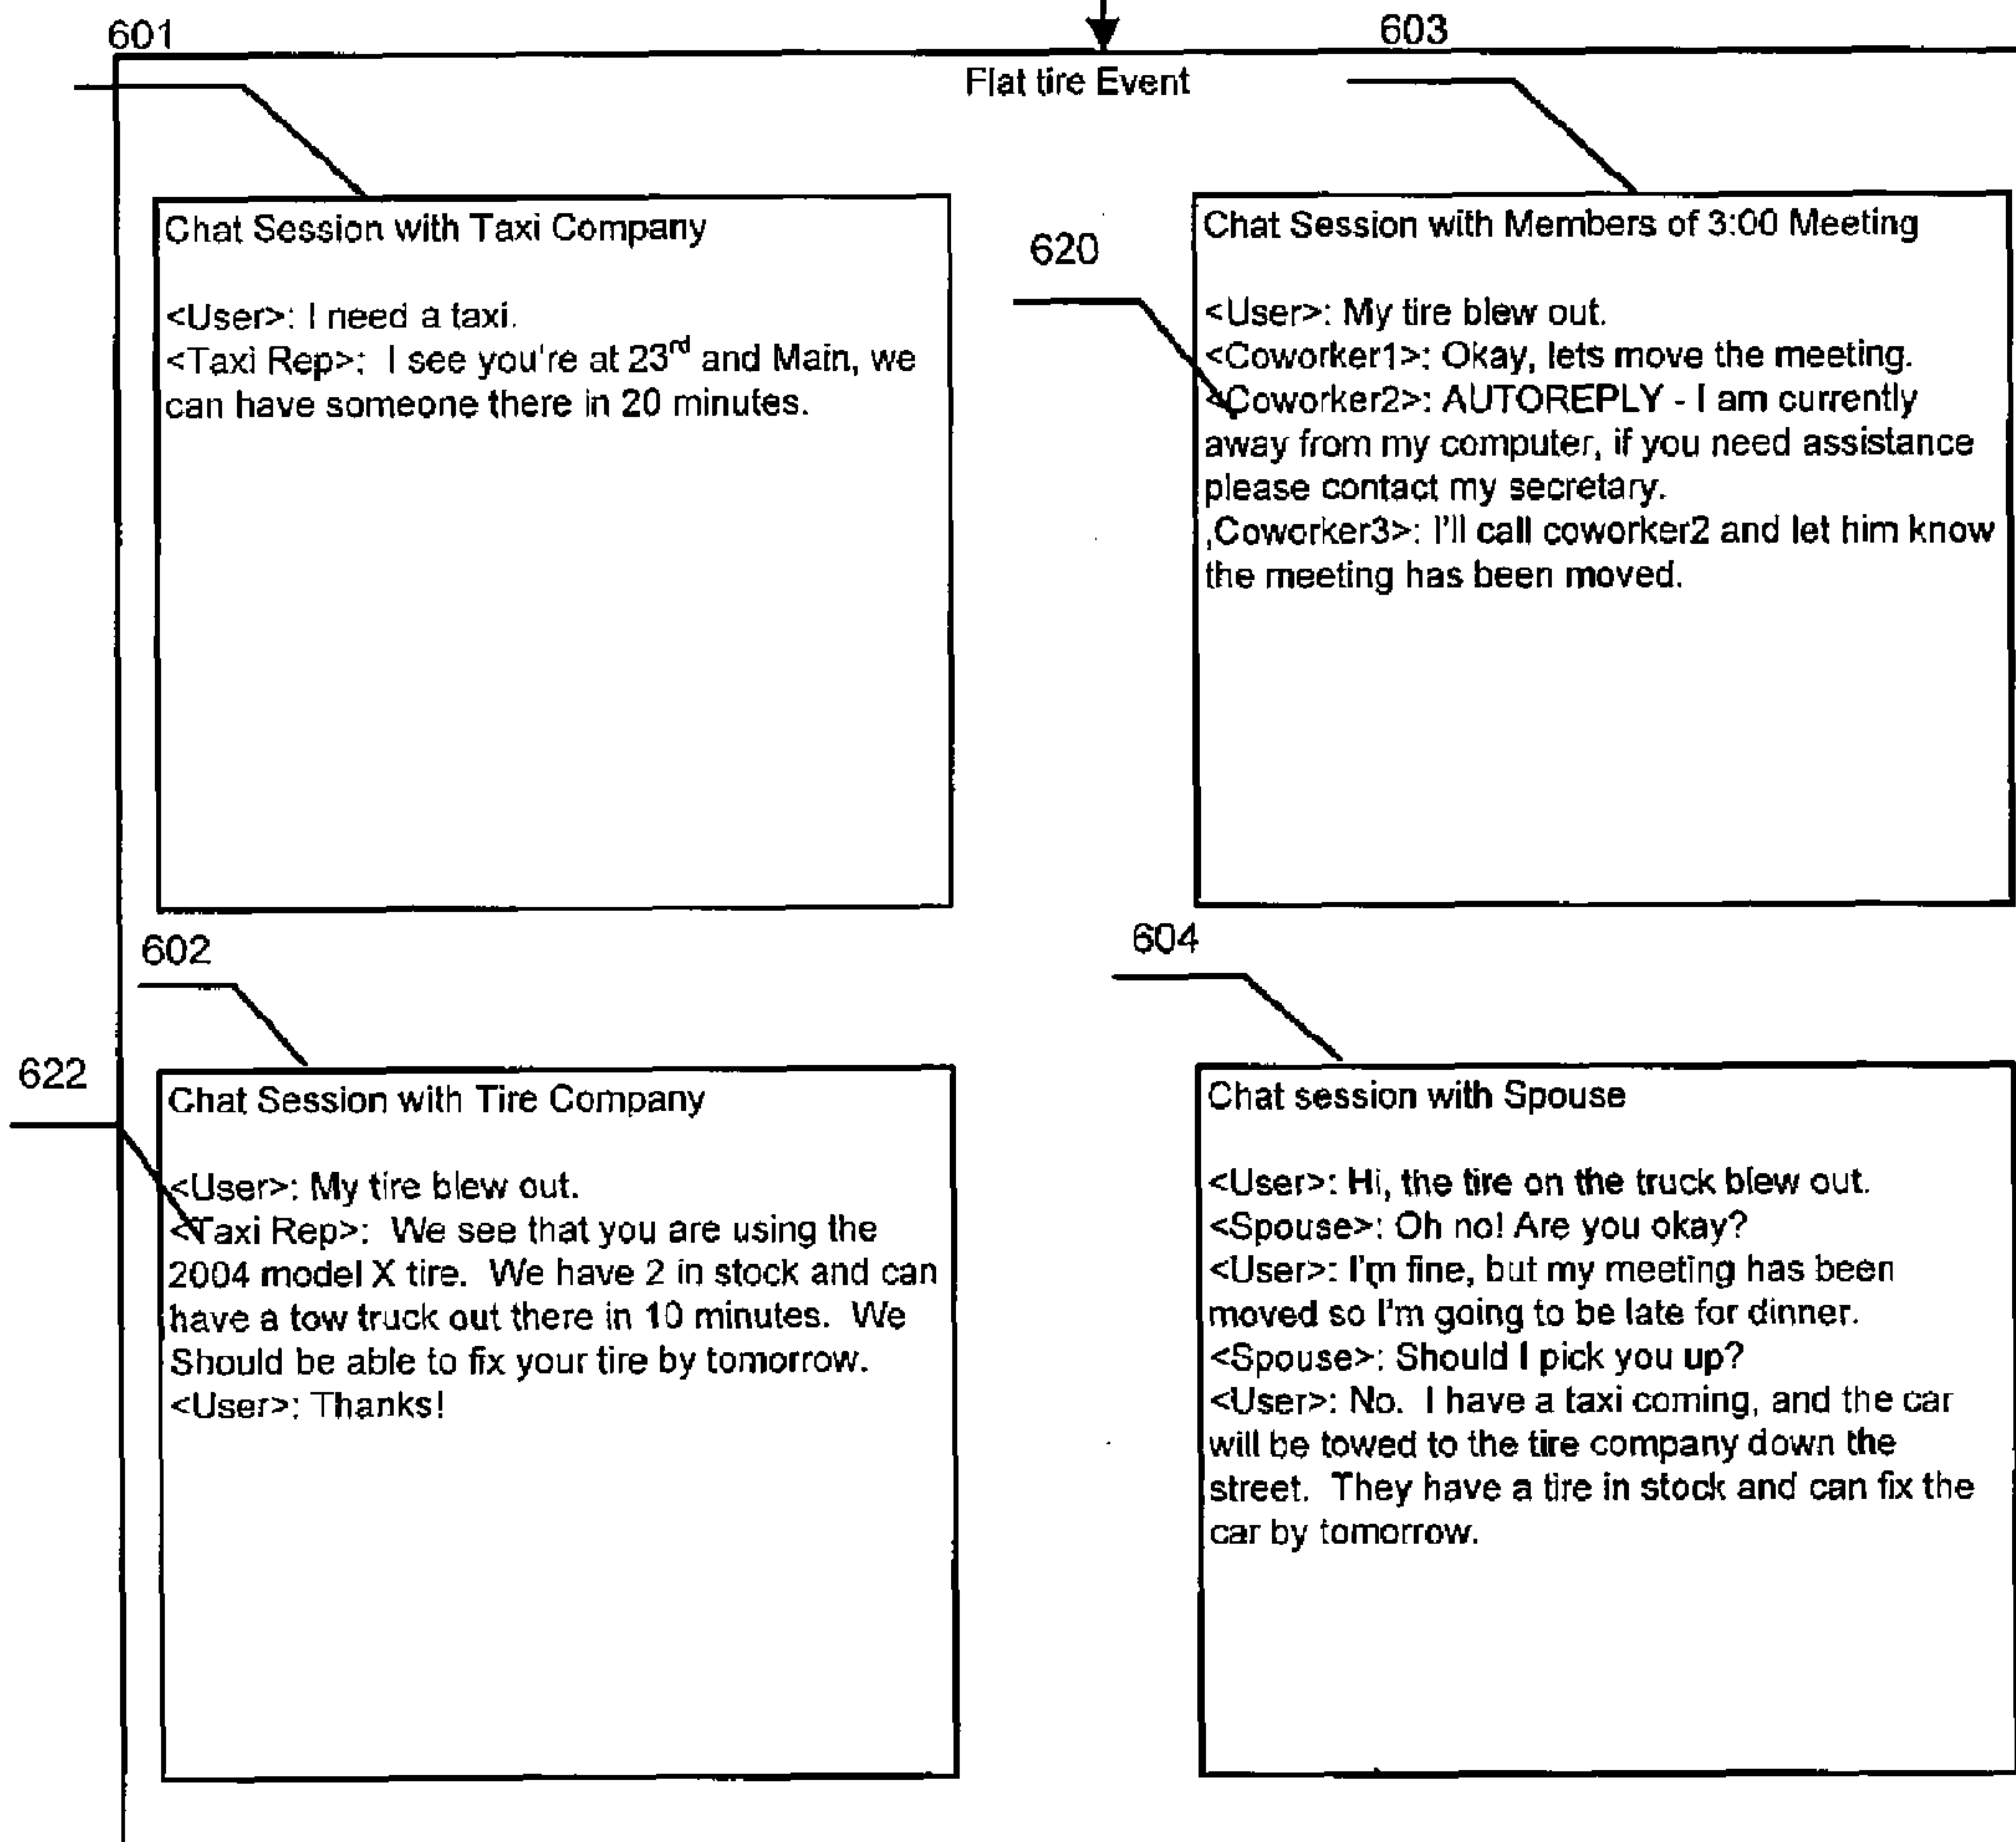 601
603
Flat tire Event
Chat Session with Taxi Company
<User>: I need a taxi.
<Taxi Rep>: I see you're at 23rd and Main, we
can have someone there in 20 minutes.
620
Chat Session with Members of 3:00 Meeting
<User>: My tire blew out.
<Coworker1>: Okay, lets move the meeting.
<Coworker2>: AUTOREPLY - I am currently
away from my computer, if you need assistance
please contact my secretary.
,Coworker3>: I'll call coworker2 and let him know
the meeting has been moved.
602
622
Chat Session with Tire Company
<User>: My tire blew out.
<Taxi Rep>: We see that you are using the
2004 model X tire. We have 2 in stock and can
have a tow truck out there in 10 minutes. We
Should be able to fix your tire by tomorrow.
<User>: Thanks!
604
Chat session with Spouse
<User>: Hi, the tire on the truck blew out.
<Spouse>: Oh no! Are you okay?
<User>: I'm fine, but my meeting has been
moved so I'm going to be late for dinner.
<Spouse>: Should I pick you up?
<User>: No. I have a taxi coming, and the car
will be towed to the tire company down the
street. They have a tire in stock and can fix the
car by tomorrow.